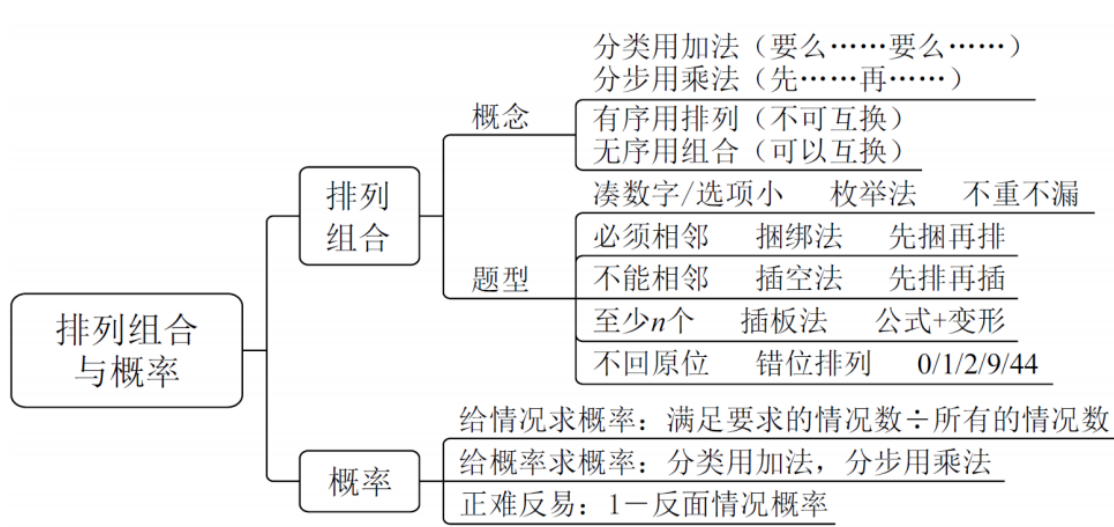 分类用加法（要么……要么……）
分步用乘法（先……再……）
概念
有序用排列（不可互换）
无序用组合（可以互换）
排列
组合
凑数字/选项小 枚举法 不重不漏
必须相邻 捆绑法 先捆再排
题型
不能相邻 插空法 先排再插
至少n个 插板法 公式+变形
不回原位 错位排列 0/1/2/9/44
排列组合
与概率
给情况求概率：满足要求的情况数÷所有的情况数
概率
给概率求概率：分类用加法，分步用乘法
正难反易：1－反面情况概率